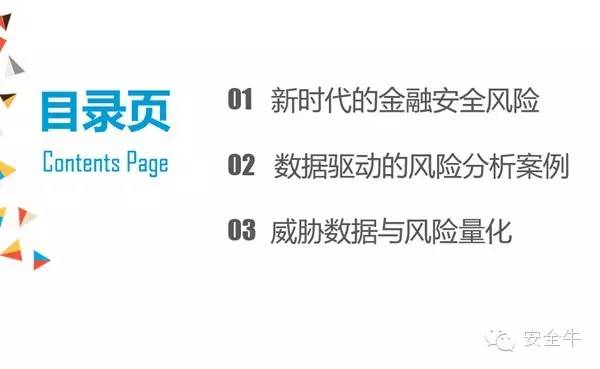 目录页
Contents Page
01 新时代的金融安全风险
02 数据驱动的风险分析案例
03 威胁数据与风险量化
安全牛